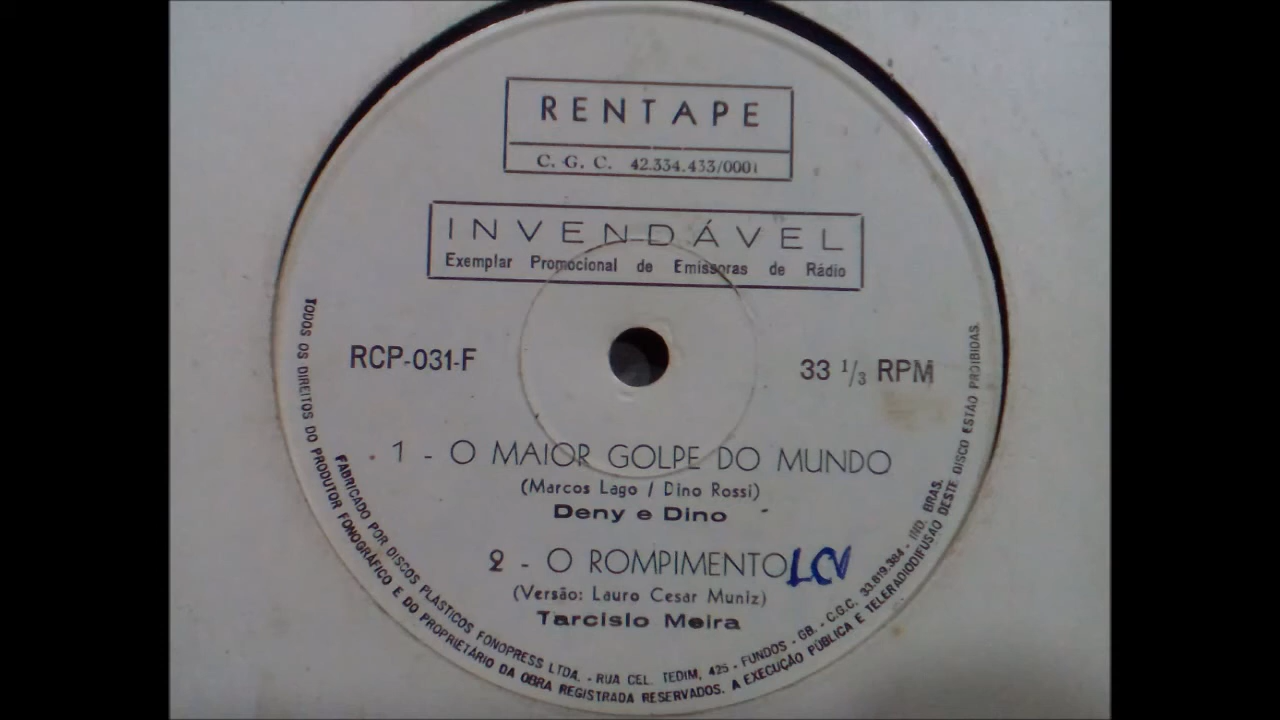 RENTAPE
C. G. C. 42.334.433/0001
INVENDÁVEL
Exemplar Promocional de Emissoras de Rádio
RCP-031-F
33 1/3 RPM
1 - O MAIOR GOLPE DO MUNDO
(Marcos Lago / Dino Rossi)
Deny e Dino
2 - O ROMPIMENTO LCV
(Versão: Lauro Cesar Muniz)
Tarcisio Meira
FABRICADO POR DISCOS PLASTICOS FONOPRESS LTDA. - RUA CEL. TEDIM, 425 - FUNDOS - GB. - C.G.C. 33.819.384 - IND. BRAS.
TODOS OS DIREITOS DO PRODUTOR FONOGRÁFICO E DO PROPRIETÁRIO DA OBRA REGISTRADA RESERVADOS. A EXECUÇÃO PÚBLICA E TELERADIODIFUSÃO DESTE DISCO ESTÃO PROIBIDAS.